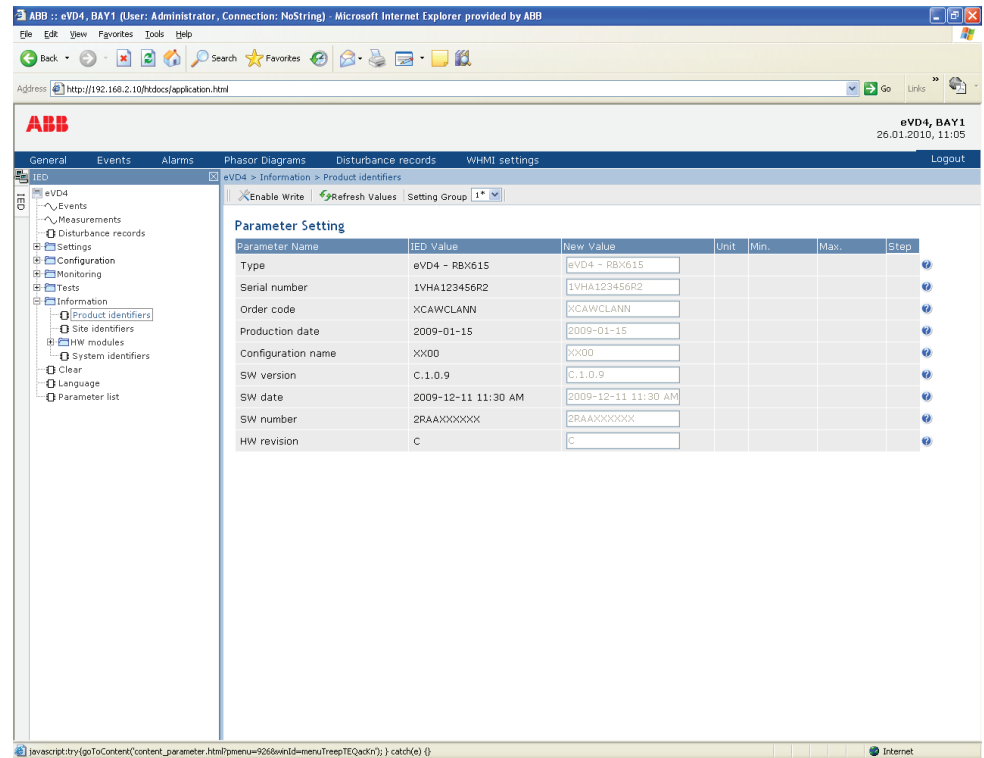 ABB :: eVD4, BAY1 (User: Administrator, Connection: NoString) - Microsoft Internet Explorer provided by ABB
File Edit View Favorites Tools Help
Back Search Favorites
Address http://192.168.2.10/htdocs/application.html Go Links »
ABB
eVD4, BAY1
26.01.2010, 11:05
General Events Alarms Phasor Diagrams Disturbance records WHMI settings Logout
IED
IED
eVD4 > Information > Product identifiers
Enable Write Refresh Values Setting Group 1*
eVD4
Events
Measurements
Disturbance records
Settings
Configuration
Monitoring
Tests
Information
Product identifiers
Site identifiers
HW modules
System identifiers
Clear
Language
Parameter list
Parameter Setting
Parameter Name IED Value New Value Unit Min. Max. Step
Type eVD4 - RBX615 eVD4 - RBX615
Serial number 1VHA123456R2 1VHA123456R2
Order code XCAWCLANN XCAWCLANN
Production date 2009-01-15 2009-01-15
Configuration name XX00 XX00
SW version C.1.0.9 C.1.0.9
SW date 2009-12-11 11:30 AM 2009-12-11 11:30 AM
SW number 2RAAXXXXXX 2RAAXXXXXX
HW revision C C
javascript:try{goToContent('content_parameter.html?pmenu=926&winId=menuTreepTEQacKn'); } catch(e) {} Internet